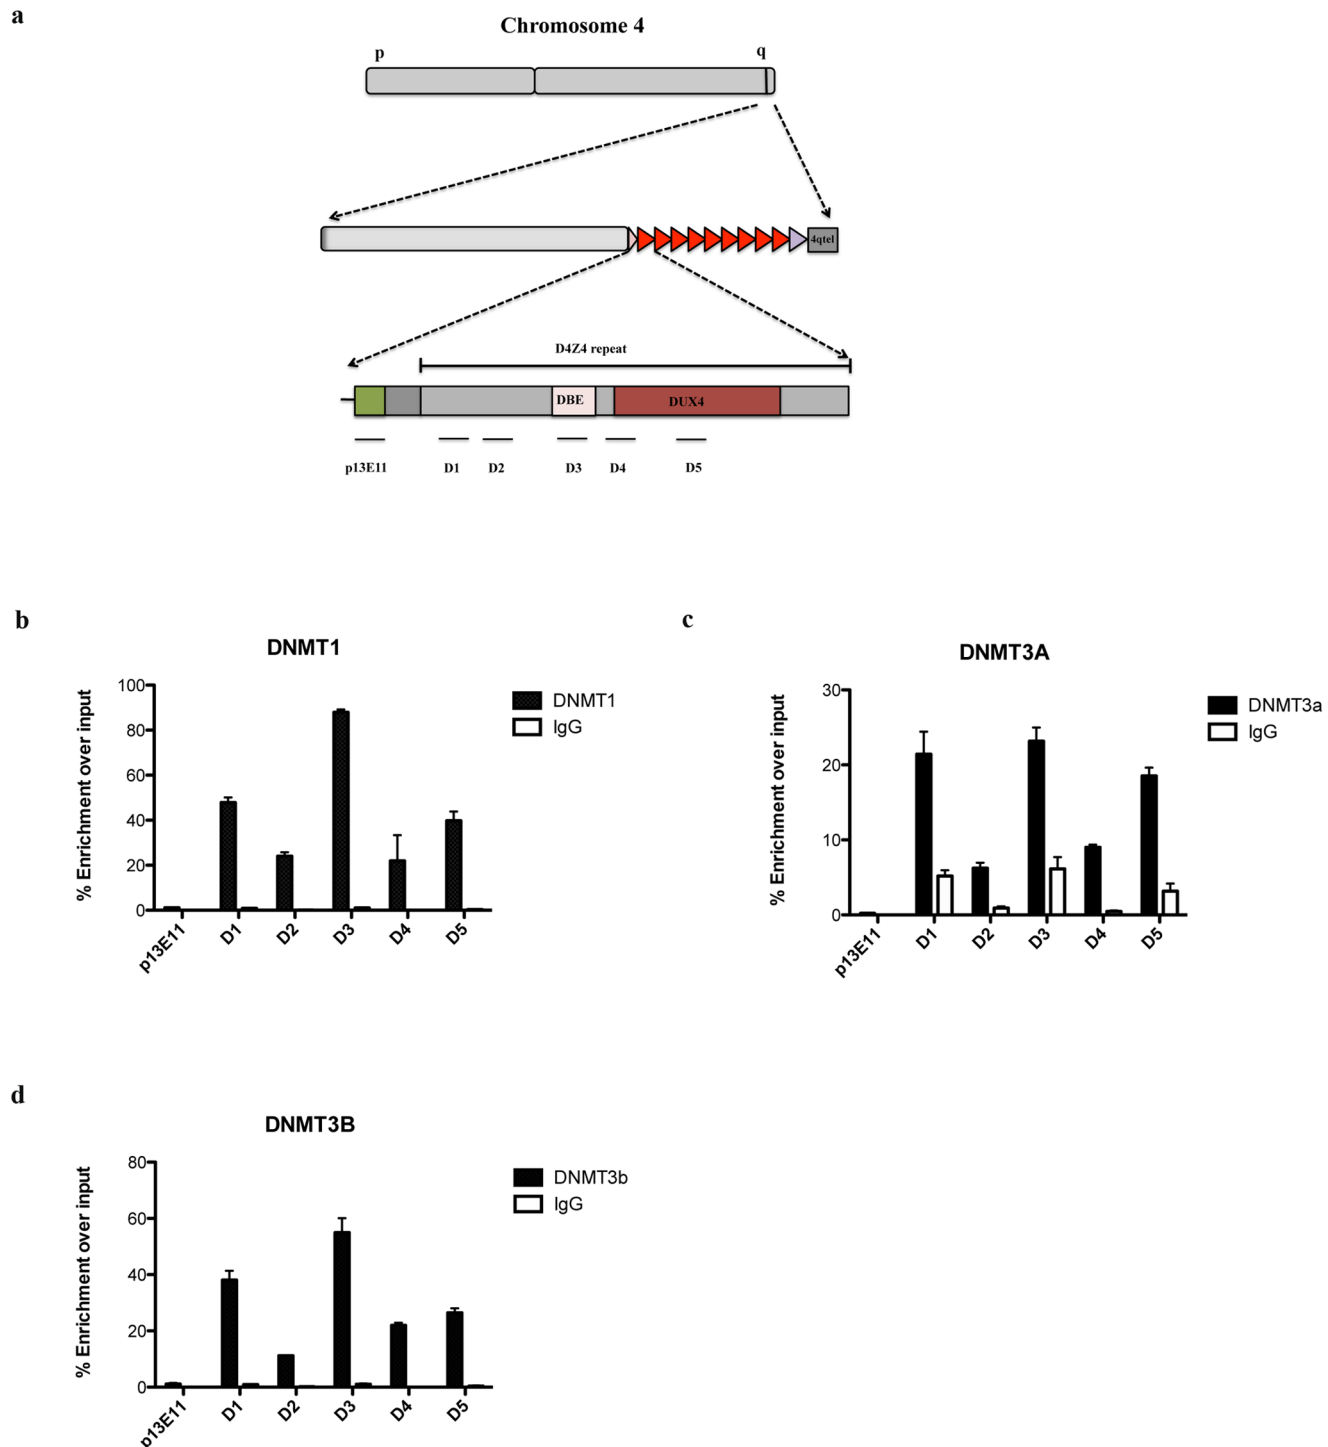 a
Chromosome 4
p q
4qtel
D4Z4 repeat
DBE DUX4
p13E11 D1 D2 D3 D4 D5
b
DNMT1
% Enrichment over input
100
80
60
40
20
0
p13E11 D1 D2 D3 D4 D5
DNMT1
IgG
c
DNMT3A
% Enrichment over input
30
20
10
0
p13E11 D1 D2 D3 D4 D5
DNMT3a
IgG
d
DNMT3B
% Enrichment over input
80
60
40
20
0
p13E11 D1 D2 D3 D4 D5
DNMT3b
IgG